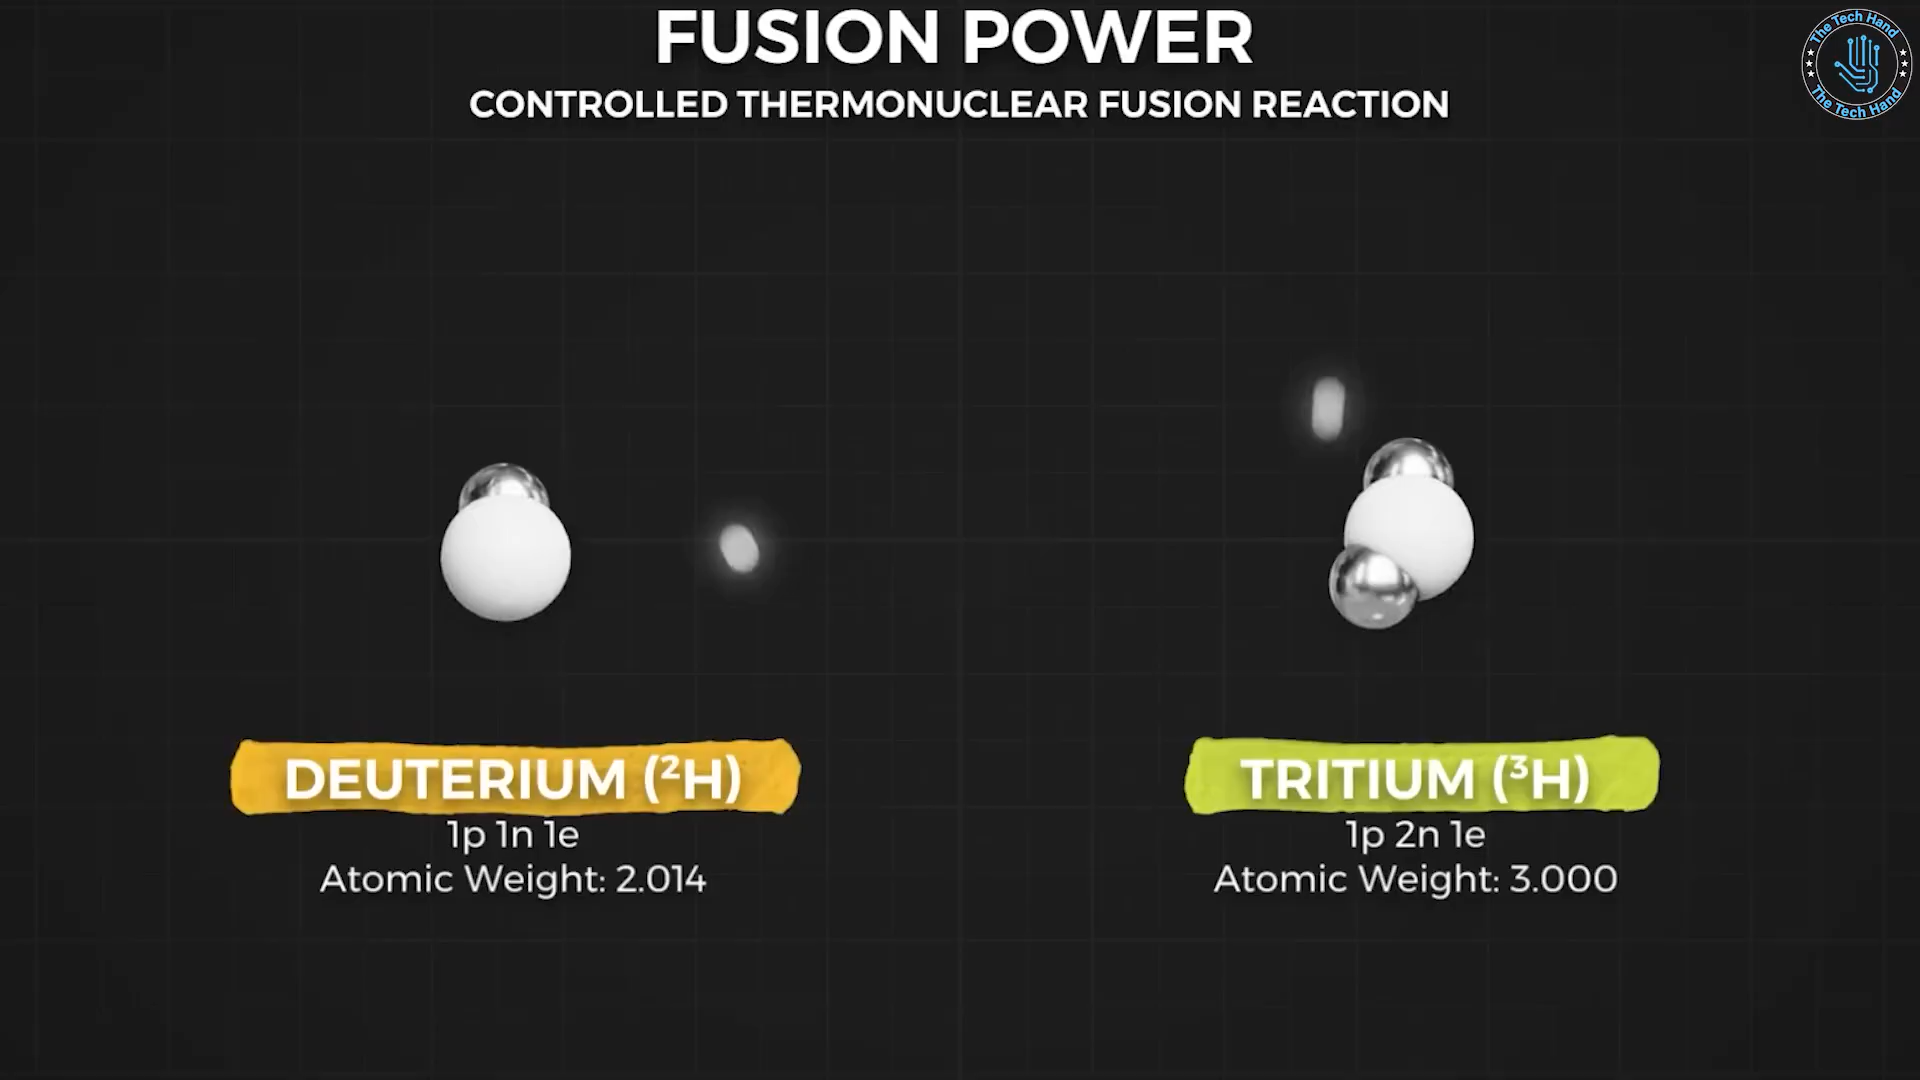 FUSION POWER
CONTROLLED THERMONUCLEAR FUSION REACTION
The Tech Hand
The Tech Hand
DEUTERIUM (²H)
1p 1n 1e
Atomic Weight: 2.014
TRITIUM (³H)
1p 2n 1e
Atomic Weight: 3.000